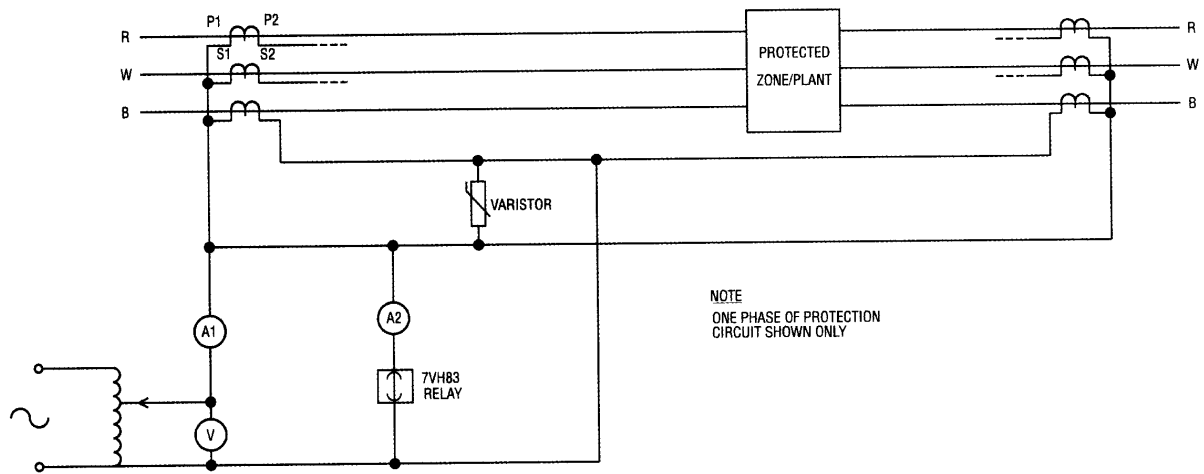 P1 P2
R
R
S1 S2
W
W
B
B
PROTECTED
ZONE/PLANT
VARISTOR
NOTE
ONE PHASE OF PROTECTION
CIRCUIT SHOWN ONLY
A1
A2
7VH83
RELAY
V